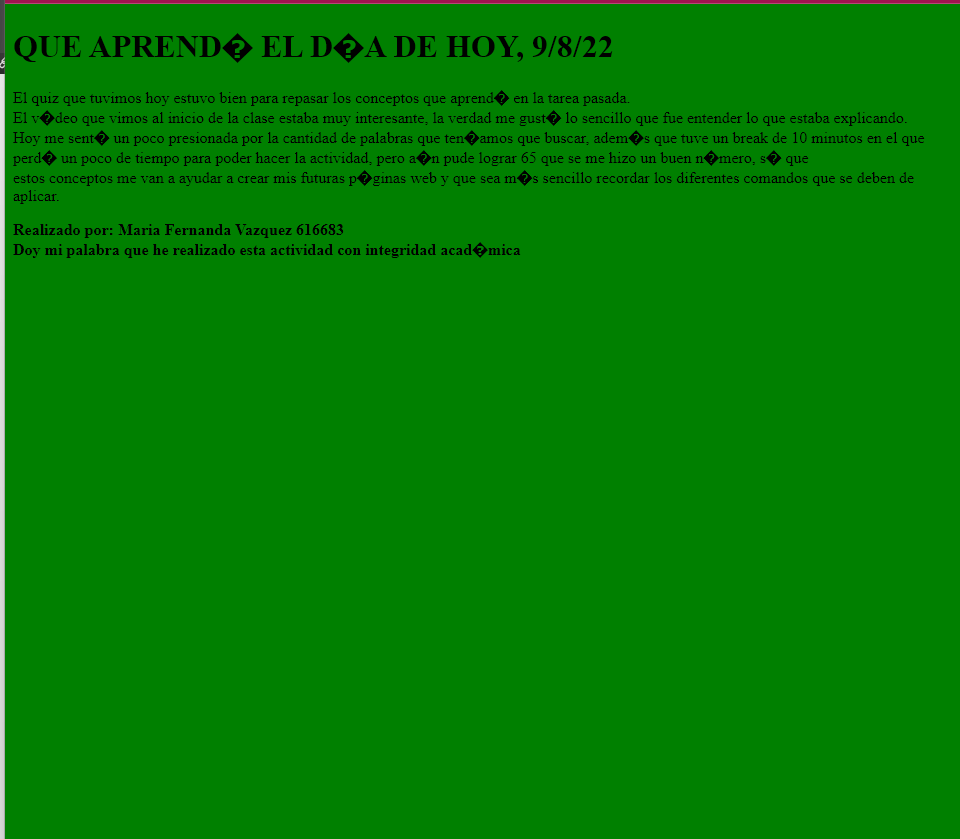 QUE APREND� EL D�A DE HOY, 9/8/22
El quiz que tuvimos hoy estuvo bien para repasar los conceptos que aprend� en la tarea pasada.
El v�deo que vimos al inicio de la clase estaba muy interesante, la verdad me gust� lo sencillo que fue entender lo que estaba explicando.
Hoy me sent� un poco presionada por la cantidad de palabras que ten�amos que buscar, adem�s que tuve un break de 10 minutos en el que
perd� un poco de tiempo para poder hacer la actividad, pero a�n pude lograr 65 que se me hizo un buen n�mero, s� que
estos conceptos me van a ayudar a crear mis futuras p�ginas web y que sea m�s sencillo recordar los diferentes comandos que se deben de
aplicar.
Realizado por: Maria Fernanda Vazquez 616683
Doy mi palabra que he realizado esta actividad con integridad acad�mica